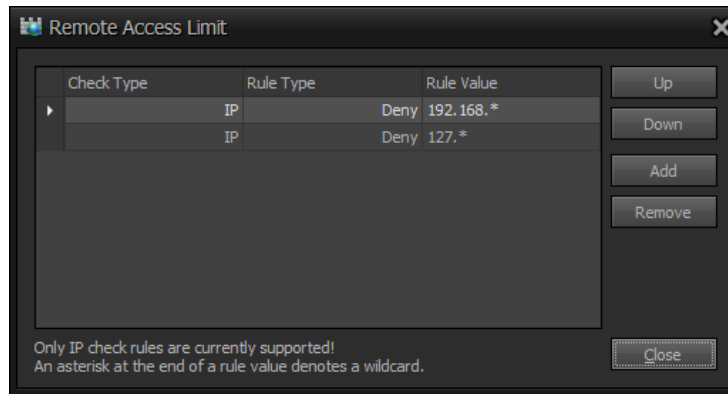 Remote Access Limit
Check Type Rule Type Rule Value
IP Deny 192.168.*
IP Deny 127.*
Up
Down
Add
Remove
Only IP check rules are currently supported!
An asterisk at the end of a rule value denotes a wildcard.
Close